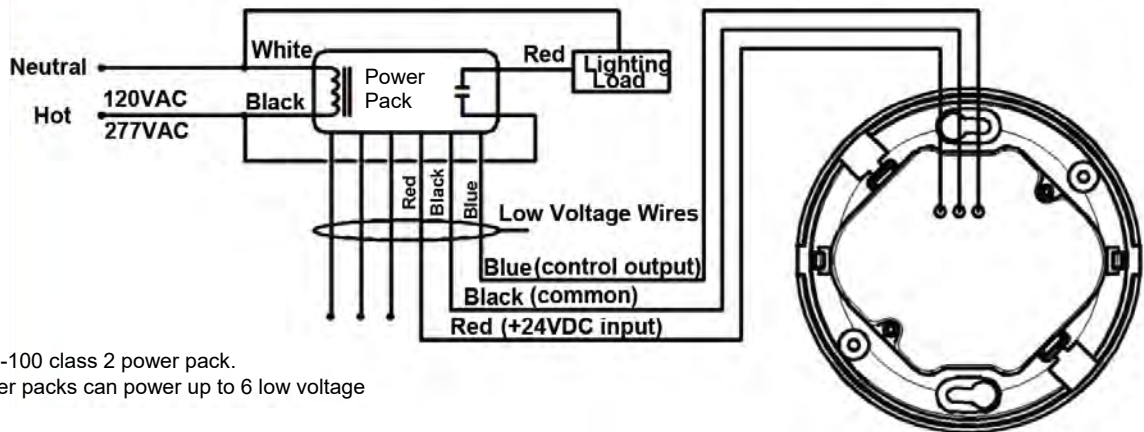 White
Neutral
Power
Pack
Red
Lighting
Load
120VAC
Hot
277VAC
Black
Red
Black
Blue
Low Voltage Wires
Blue (control output)
Black (common)
Red (+24VDC input)
-100 class 2 power pack.
er packs can power up to 6 low voltage